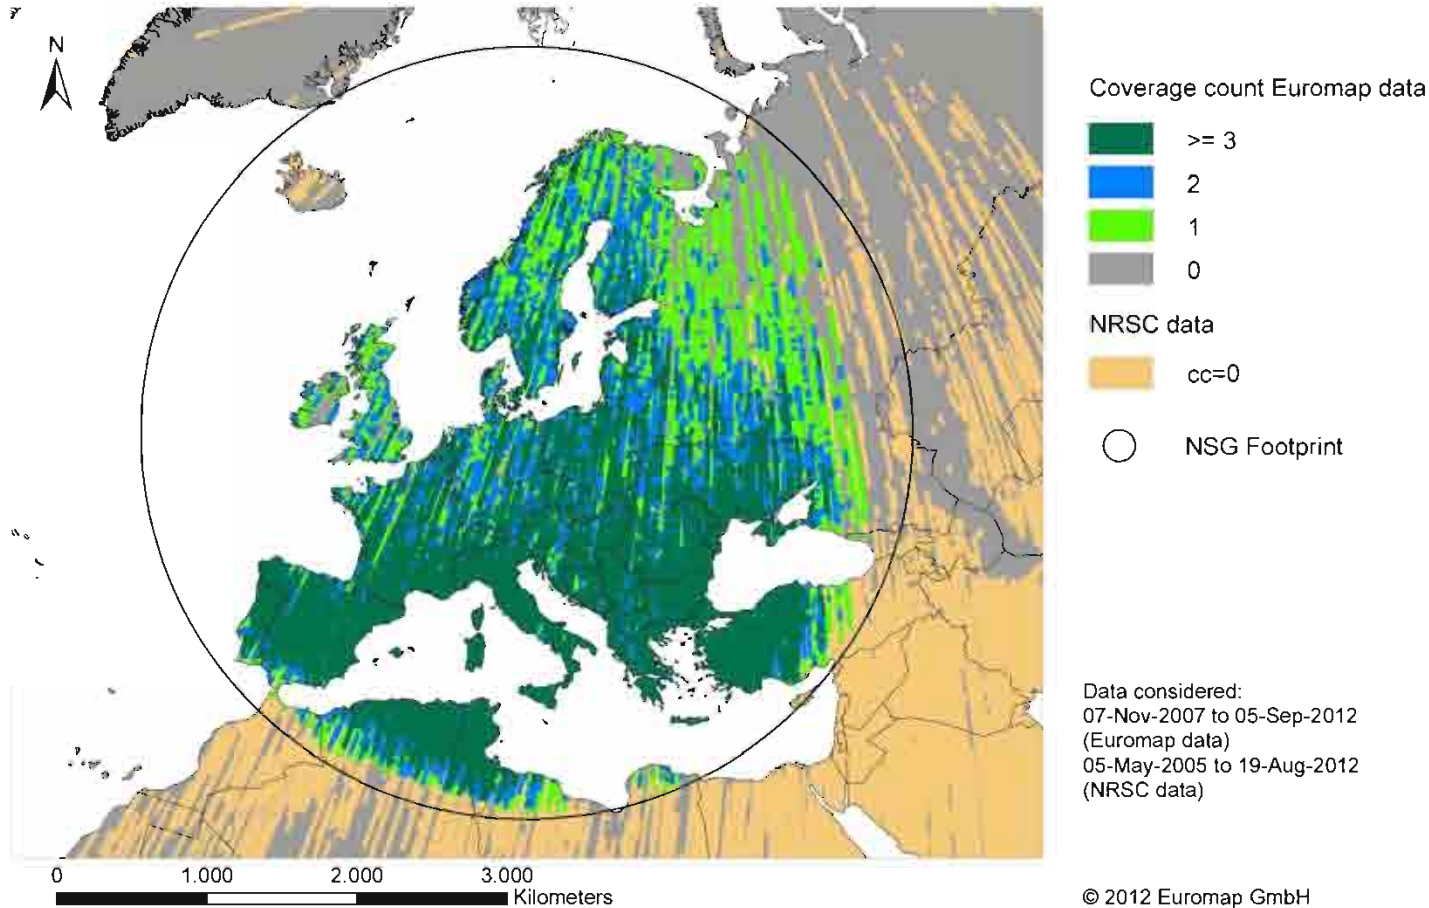 N
Coverage count Euromap data
>= 3
2
1
0
NRSC data
cc=0
NSG Footprint
Data considered:
07-Nov-2007 to 05-Sep-2012
(Euromap data)
05-May-2005 to 19-Aug-2012
(NRSC data)
0 1.000 2.000 3.000
Kilometers
© 2012 Euromap GmbH